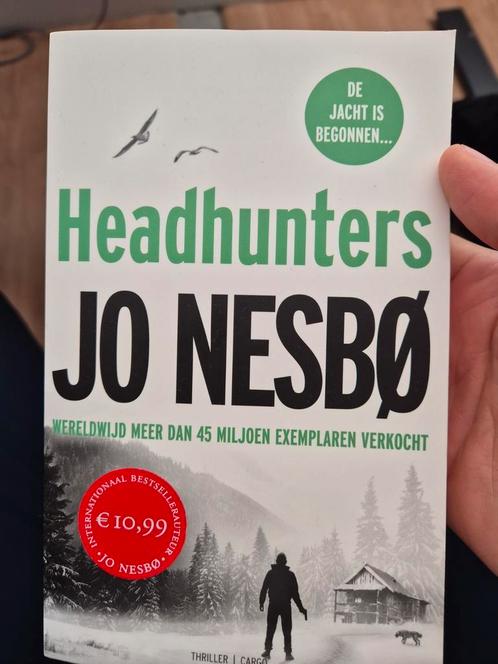 DE
JACHT IS
BEGONNEN...
Headhunters
JO NESBØ
WERELDWIJD MEER DAN 45 MILJOEN EXEMPLAREN VERKOCHT
INTERNATIONAAL BESTSELLERAUTEUR
€ 10,99
• JO NESBØ •
THRILLER | CARGO